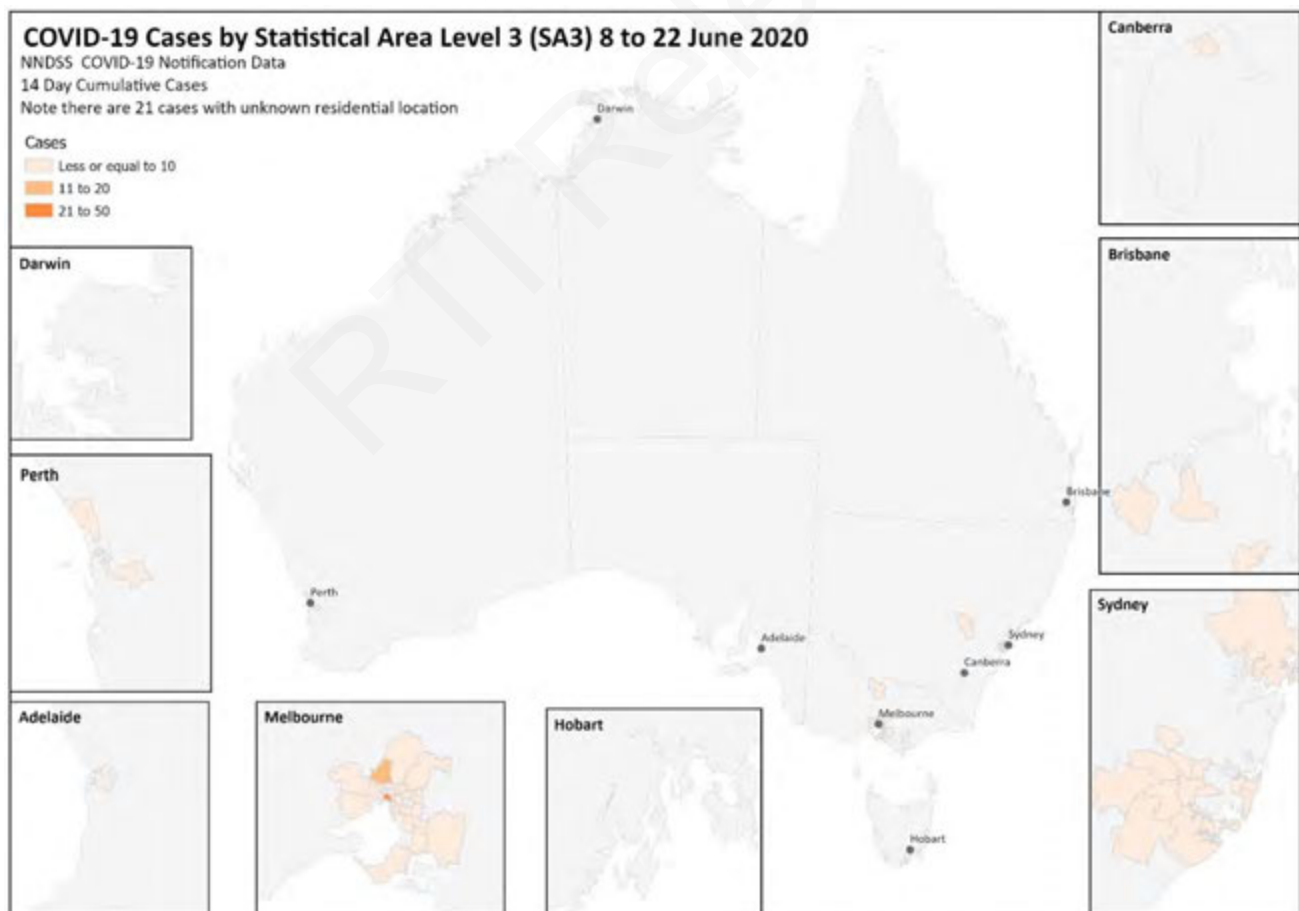 COVID-19 Cases by Statistical Area Level 3 (SA3) 8 to 22 June 2020
NNDSS COVID-19 Notification Data
14 Day Cumulative Cases
Note there are 21 cases with unknown residential location
Cases
Less or equal to 10
11 to 20
21 to 50
Canberra
Darwin
Darwin
Brisbane
Brisbane
Perth
Perth
Sydney
Sydney
Adelaide
Canberra
Adelaide
Melbourne
Melbourne
Hobart
Hobart
RTI Rele